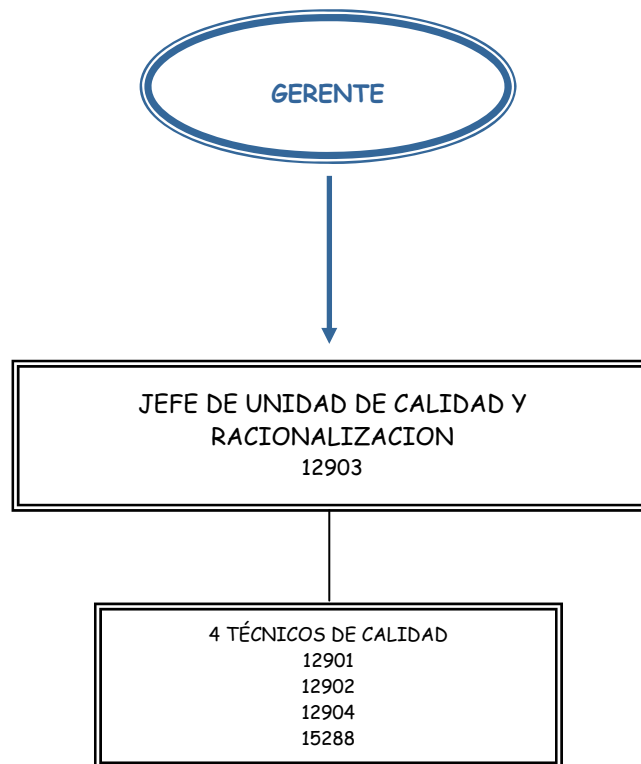 GERENTE
JEFE DE UNIDAD DE CALIDAD Y
RACIONALIZACION
12903
4 TÉCNICOS DE CALIDAD
12901
12902
12904
15288